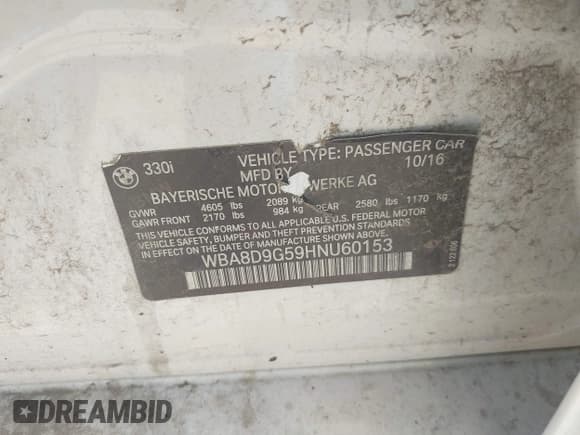 330i
VEHICLE TYPE: PASSENGER CAR
MFD BY 10/16
BAYERISCHE MOTOR WERKE AG
GVWR 4605 lbs 2089 kg
GAWR FRONT 2170 lbs 984 kg REAR 2580 lbs 1170 kg
THIS VEHICLE CONFORMS TO ALL APPLICABLE U.S. FEDERAL MOTOR
VEHICLE SAFETY, BUMPER, AND THEFT PREVENTION STANDARDS
IN EFFECT ON THE DATE OF MANUFACTURE SHOWN ABOVE.
WBA8D9G59HNU60153
DREAMBID